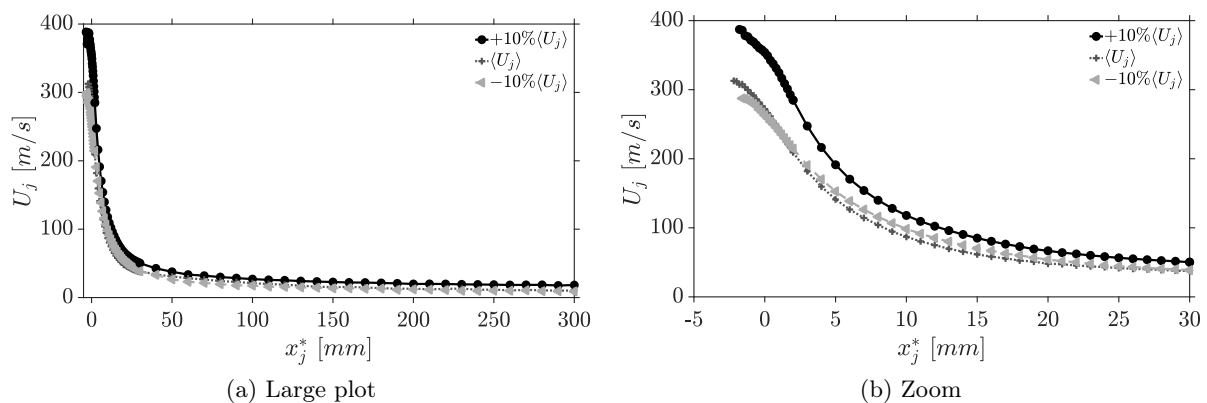 400
300
200
100
0
U_j [m/s]
+10%⟨U_j⟩
⟨U_j⟩
−10%⟨U_j⟩
0 50 100 150 200 250 300
x_j^* [mm]
(a) Large plot
400
300
200
100
0
U_j [m/s]
+10%⟨U_j⟩
⟨U_j⟩
−10%⟨U_j⟩
-5 0 5 10 15 20 25 30
x_j^* [mm]
(b) Zoom